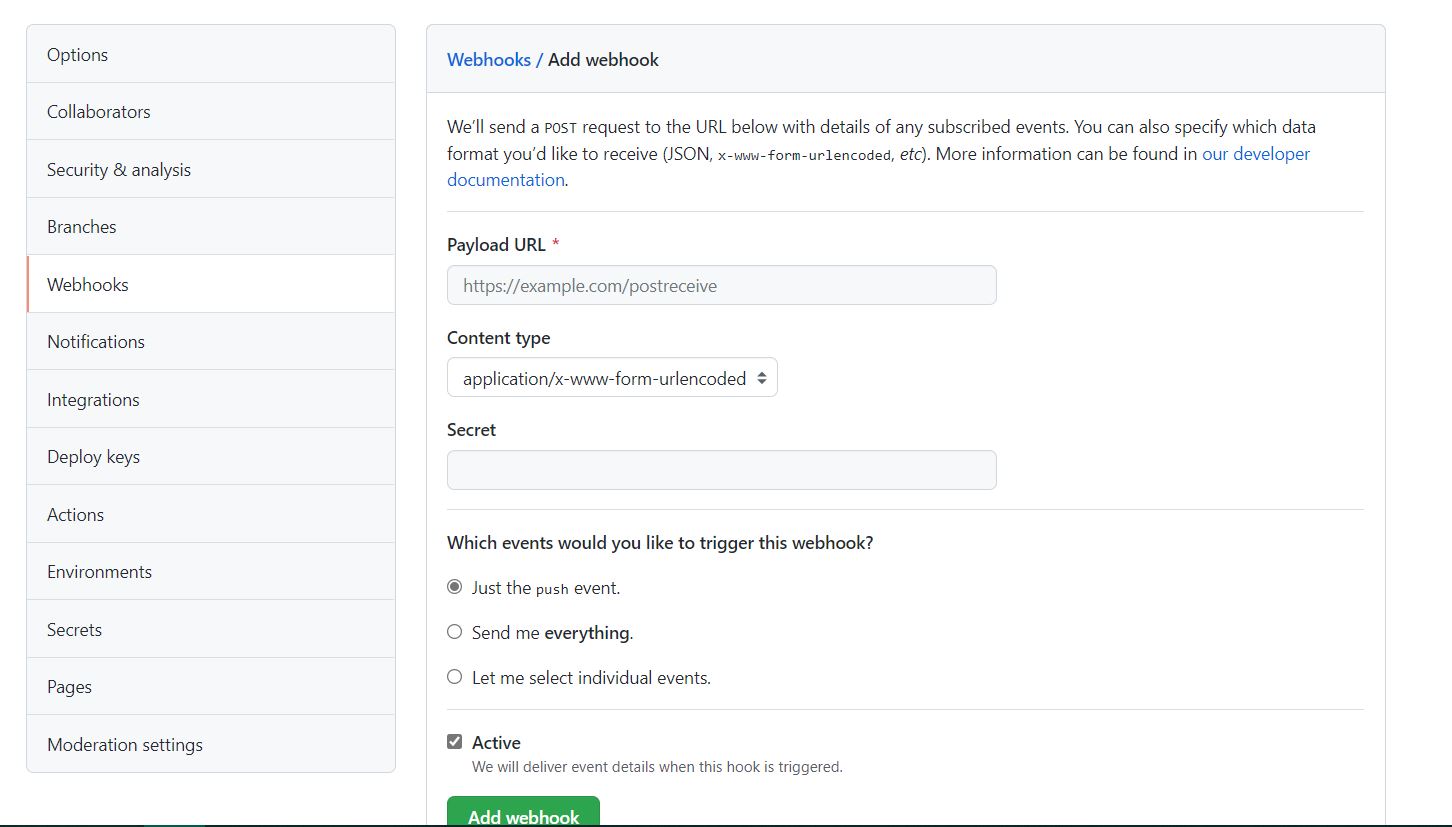 Options
Collaborators
Security & analysis
Branches
Webhooks
Notifications
Integrations
Deploy keys
Actions
Environments
Secrets
Pages
Moderation settings
Webhooks / Add webhook
We’ll send a POST request to the URL below with details of any subscribed events. You can also specify which data
format you’d like to receive (JSON, x-www-form-urlencoded, etc). More information can be found in our developer
documentation.
Payload URL *
https://example.com/postreceive
Content type
application/x-www-form-urlencoded
Secret
Which events would you like to trigger this webhook?
Just the push event.
Send me everything.
Let me select individual events.
Active
We will deliver event details when this hook is triggered.
Add webhook